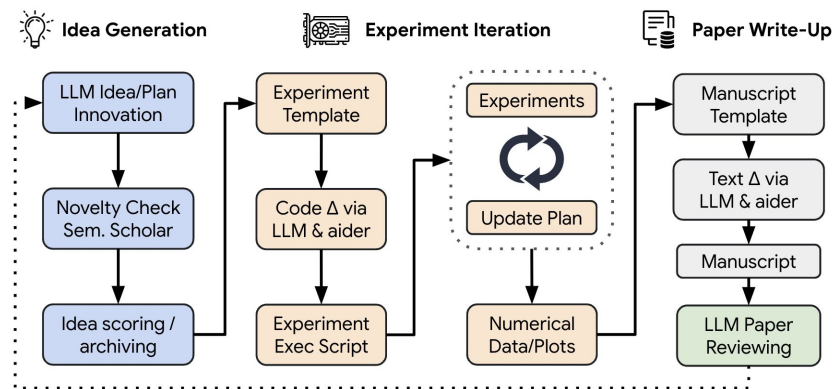 Idea Generation
LLM Idea/Plan
Innovation
Novelty Check
Sem. Scholar
Idea scoring /
archiving
Experiment Iteration
Experiment
Template
Code Δ via
LLM & aider
Experiment
Exec Script
Experiments
Update Plan
Numerical
Data/Plots
Paper Write-Up
Manuscript
Template
Text Δ via
LLM & aider
Manuscript
LLM Paper
Reviewing